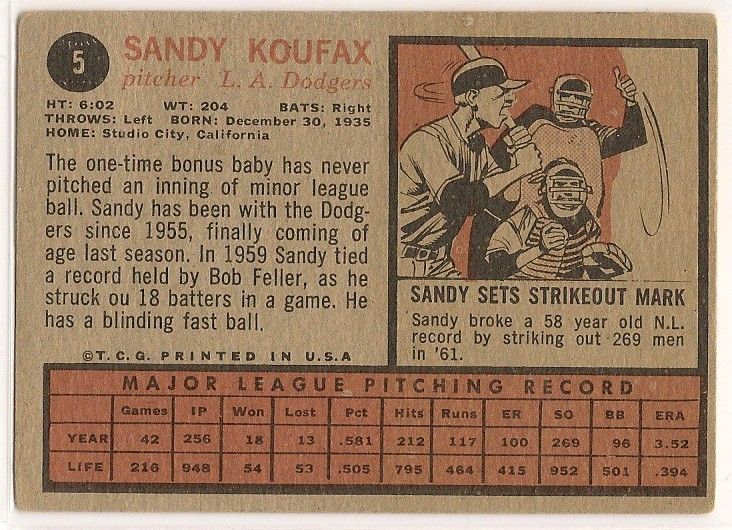 5
SANDY KOUFAX
pitcher L. A. Dodgers
HT: 6:02 WT: 204 BATS: Right
THROWS: Left BORN: December 30, 1935
HOME: Studio City, California
The one-time bonus baby has never
pitched an inning of minor league
ball. Sandy has been with the Dodg-
ers since 1955, finally coming of
age last season. In 1959 Sandy tied
a record held by Bob Feller, as he
struck ou 18 batters in a game. He
has a blinding fast ball.
©T.C.G. PRINTED IN U.S.A
SANDY SETS STRIKEOUT MARK
Sandy broke a 58 year old N.L.
record by striking out 269 men
in '61.
MAJOR LEAGUE PITCHING RECORD
Games IP Won Lost Pct Hits Runs ER SO BB ERA
YEAR 42 256 18 13 .581 212 117 100 269 96 3.52
LIFE 216 948 54 53 .505 795 464 415 952 501 .394